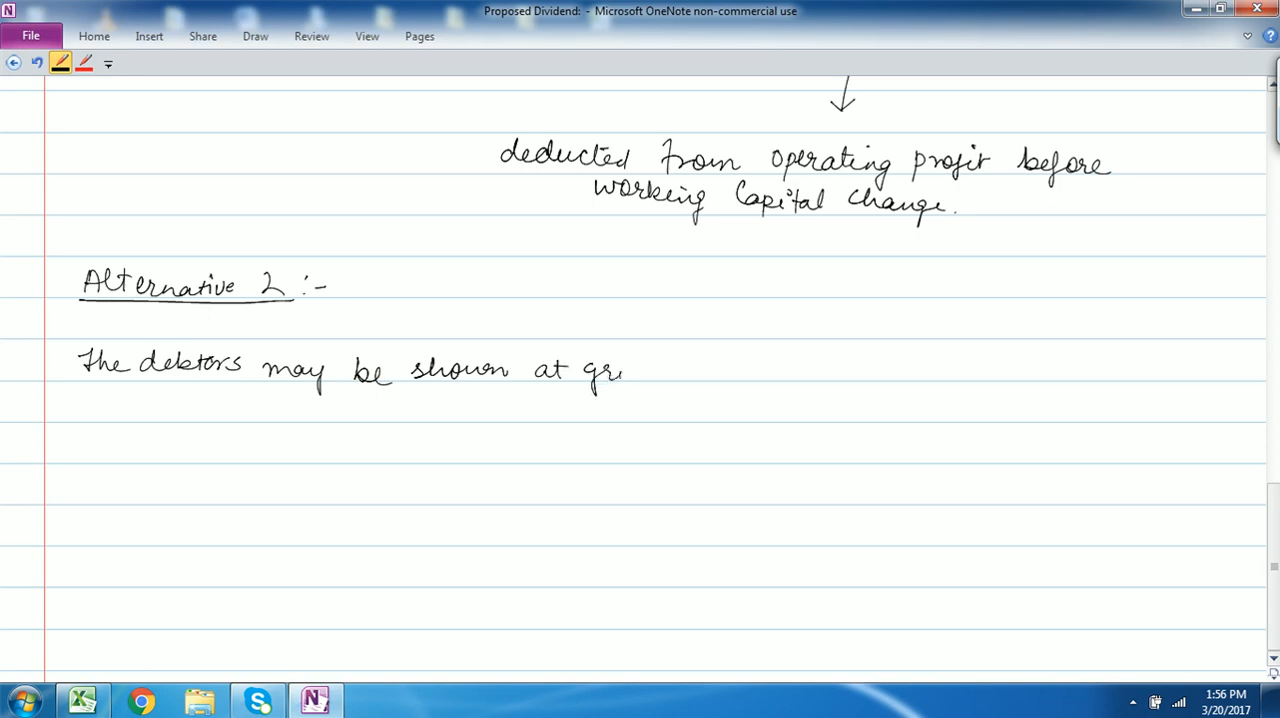 Proposed Dividend: - Microsoft OneNote non-commercial use
File Home Insert Share Draw Review View Pages
deducted from operating profit before
working Capital change.
Alternative 2 :-
The debtors may be shown at gr
1:56 PM
3/20/2017